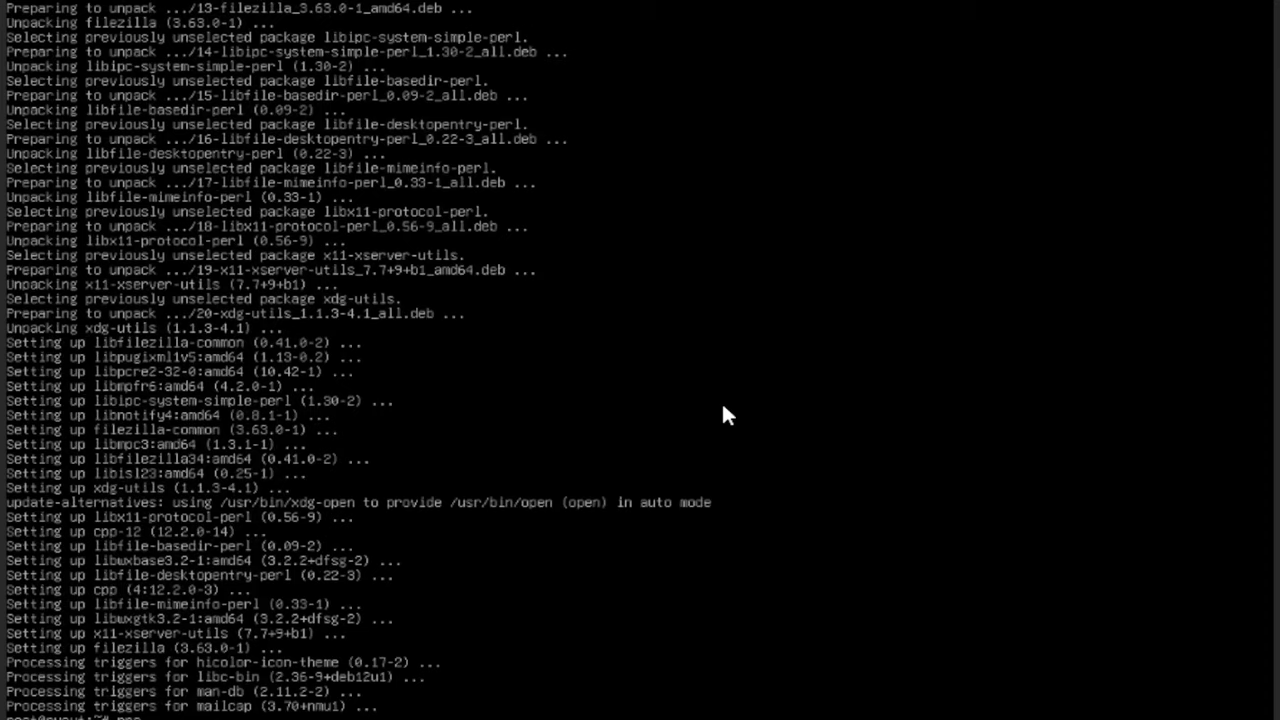 Preparing to unpack .../13-filezilla_3.63.0-1_amd64.deb ...
Unpacking filezilla (3.63.0-1) ...
Selecting previously unselected package libipc-system-simple-perl.
Preparing to unpack .../14-libipc-system-simple-perl_1.30-2_all.deb ...
Unpacking libipc-system-simple-perl (1.30-2) ...
Selecting previously unselected package libfile-basedir-perl.
Preparing to unpack .../15-libfile-basedir-perl_0.09-2_all.deb ...
Unpacking libfile-basedir-perl (0.09-2) ...
Selecting previously unselected package libfile-desktopentry-perl.
Preparing to unpack .../16-libfile-desktopentry-perl_0.22-3_all.deb ...
Unpacking libfile-desktopentry-perl (0.22-3) ...
Selecting previously unselected package libfile-mimeinfo-perl.
Preparing to unpack .../17-libfile-mimeinfo-perl_0.33-1_all.deb ...
Unpacking libfile-mimeinfo-perl (0.33-1) ...
Selecting previously unselected package libx11-protocol-perl.
Preparing to unpack .../18-libx11-protocol-perl_0.56-9_all.deb ...
Unpacking libx11-protocol-perl (0.56-9) ...
Selecting previously unselected package x11-xserver-utils.
Preparing to unpack .../19-x11-xserver-utils_7.7+9+b1_amd64.deb ...
Unpacking x11-xserver-utils (7.7+9+b1) ...
Selecting previously unselected package xdg-utils.
Preparing to unpack .../20-xdg-utils_1.1.3-4.1_all.deb ...
Unpacking xdg-utils (1.1.3-4.1) ...
Setting up libfilezilla-common (0.41.0-2) ...
Setting up libpugixml1v5:amd64 (1.13-0.2) ...
Setting up libpcre2-32-0:amd64 (10.42-1) ...
Setting up libmpfr6:amd64 (4.2.0-1) ...
Setting up libipc-system-simple-perl (1.30-2) ...
Setting up libnotify4:amd64 (0.8.1-1) ...
Setting up filezilla-common (3.63.0-1) ...
Setting up libmpc3:amd64 (1.3.1-1) ...
Setting up libfilezilla34:amd64 (0.41.0-2) ...
Setting up libisl23:amd64 (0.25-1) ...
Setting up xdg-utils (1.1.3-4.1) ...
update-alternatives: using /usr/bin/xdg-open to provide /usr/bin/open (open) in auto mode
Setting up libx11-protocol-perl (0.56-9) ...
Setting up cpp-12 (12.2.0-14) ...
Setting up libfile-basedir-perl (0.09-2) ...
Setting up libwxbase3.2-1:amd64 (3.2.2+dfsg-2) ...
Setting up libfile-desktopentry-perl (0.22-3) ...
Setting up cpp (4:12.2.0-3) ...
Setting up libfile-mimeinfo-perl (0.33-1) ...
Setting up libwxgtk3.2-1:amd64 (3.2.2+dfsg-2) ...
Setting up x11-xserver-utils (7.7+9+b1) ...
Setting up filezilla (3.63.0-1) ...
Processing triggers for hicolor-icon-theme (0.17-2) ...
Processing triggers for libc-bin (2.36-9+deb12u1) ...
Processing triggers for man-db (2.11.2-2) ...
Processing triggers for mailcap (3.70+nmu1) ...